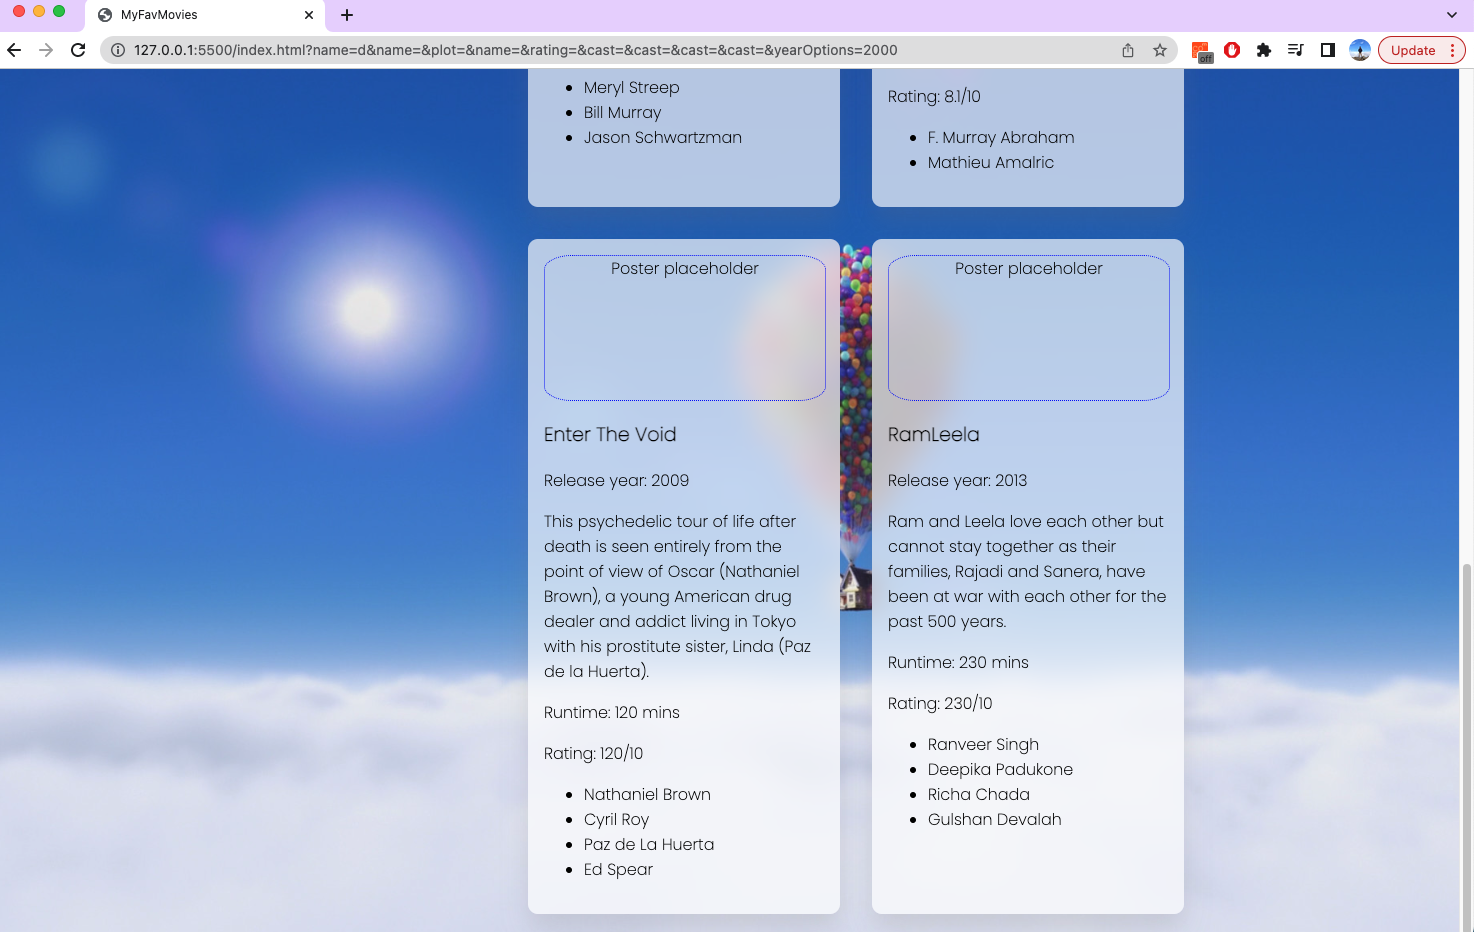 MyFavMovies
127.0.0.1:5500/index.html?name=d&name=&plot=&name=&rating=&cast=&cast=&cast=&cast=&yearOptions=2000
off
Update
Meryl Streep
Bill Murray
Jason Schwartzman
Rating: 8.1/10
F. Murray Abraham
Mathieu Amalric
Poster placeholder
Enter The Void
Release year: 2009
This psychedelic tour of life after
death is seen entirely from the
point of view of Oscar (Nathaniel
Brown), a young American drug
dealer and addict living in Tokyo
with his prostitute sister, Linda (Paz
de la Huerta).
Runtime: 120 mins
Rating: 120/10
Nathaniel Brown
Cyril Roy
Paz de La Huerta
Ed Spear
Poster placeholder
RamLeela
Release year: 2013
Ram and Leela love each other but
cannot stay together as their
families, Rajadi and Sanera, have
been at war with each other for the
past 500 years.
Runtime: 230 mins
Rating: 230/10
Ranveer Singh
Deepika Padukone
Richa Chada
Gulshan Devalah